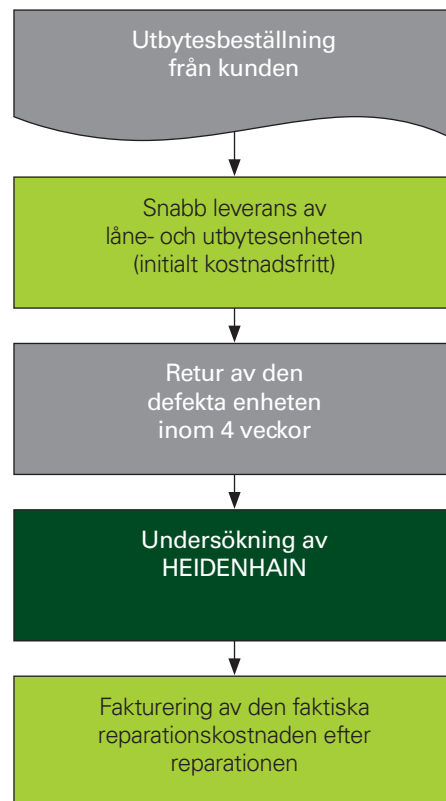 Utbytesbeställning
från kunden
Snabb leverans av
låne- och utbytesenheten
(initialt kostnadsfritt)
Retur av den
defekta enheten
inom 4 veckor
Undersökning av
HEIDENHAIN
Fakturering av den faktiska
reparationskostnaden efter
reparationen